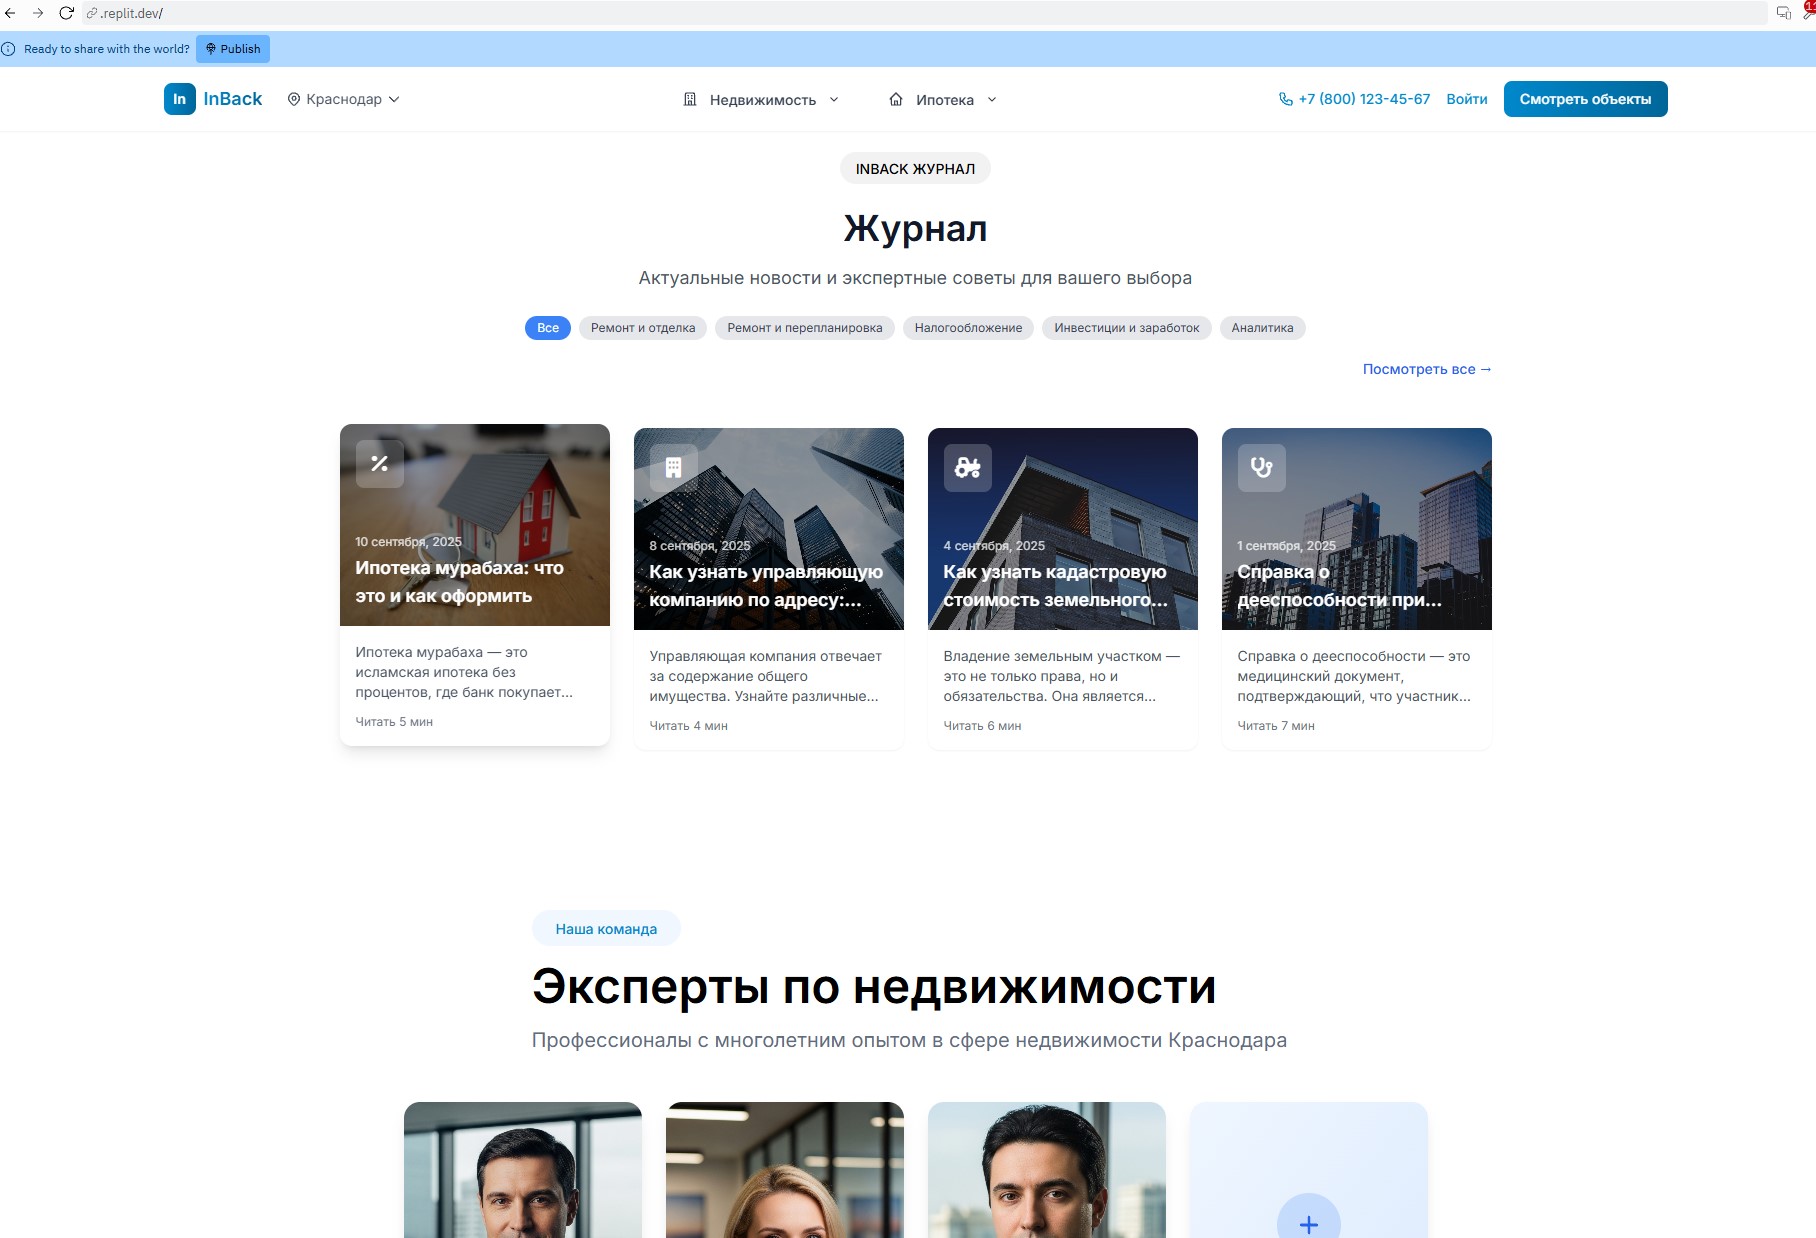 .replit.dev/
Ready to share with the world? Publish
In InBack Краснодар Недвижимость Ипотека +7 (800) 123-45-67 Войти Смотреть объекты
INBACK ЖУРНАЛ
Журнал
Актуальные новости и экспертные советы для вашего выбора
Все Ремонт и отделка Ремонт и перепланировка Налогообложение Инвестиции и заработок Аналитика
Посмотреть все →
10 сентября, 2025
Ипотека мурабаха: что
это и как оформить
Ипотека мурабаха — это
исламская ипотека без
процентов, где банк покупает...
Читать 5 мин
8 сентября, 2025
Как узнать управляющую
компанию по адресу:...
Управляющая компания отвечает
за содержание общего
имущества. Узнайте различные...
Читать 4 мин
4 сентября, 2025
Как узнать кадастровую
стоимость земельного...
Владение земельным участком —
это не только права, но и
обязательства. Она является...
Читать 6 мин
1 сентября, 2025
Справка о
дееспособности при...
Справка о дееспособности — это
медицинский документ,
подтверждающий, что участник...
Читать 7 мин
Наша команда
Эксперты по недвижимости
Профессионалы с многолетним опытом в сфере недвижимости Краснодара